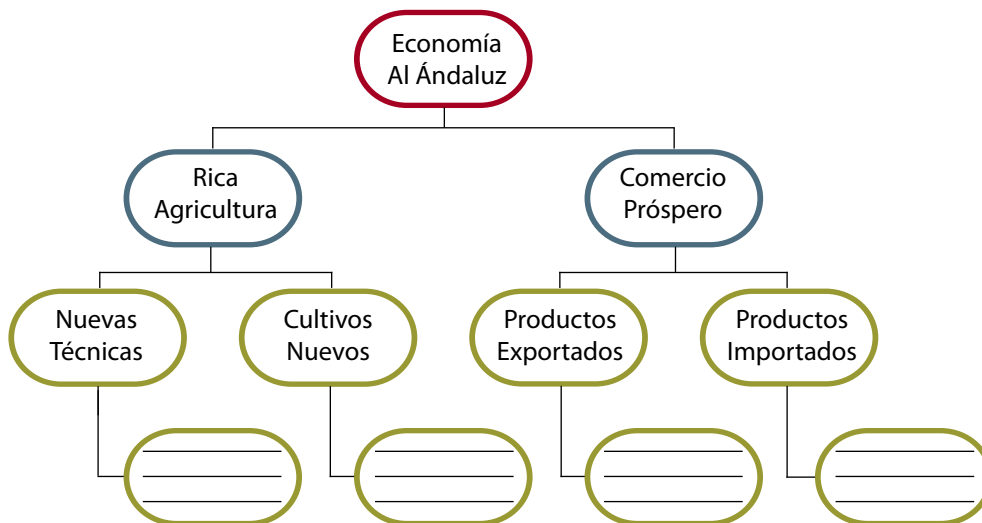 Economía
Al Ándaluz
Rica
Agricultura
Comercio
Próspero
Nuevas
Técnicas
Cultivos
Nuevos
Productos
Exportados
Productos
Importados